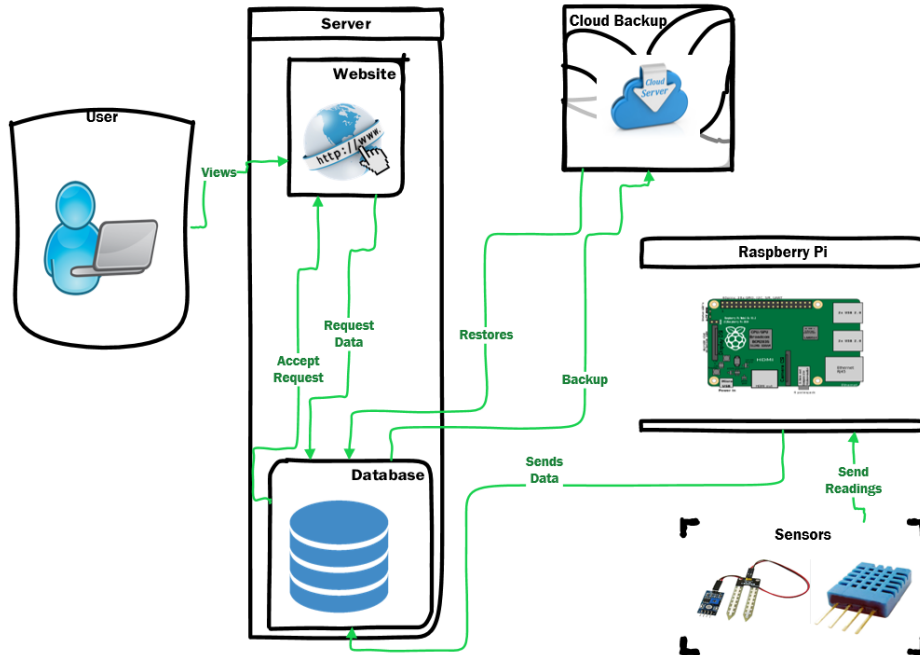 Server
Cloud Backup
Website
Cloud
Server
User
http://www.
Views
Raspberry Pi
Request
Data
Restores
Accept
Request
Backup
Database
Sends
Data
Send
Readings
Sensors